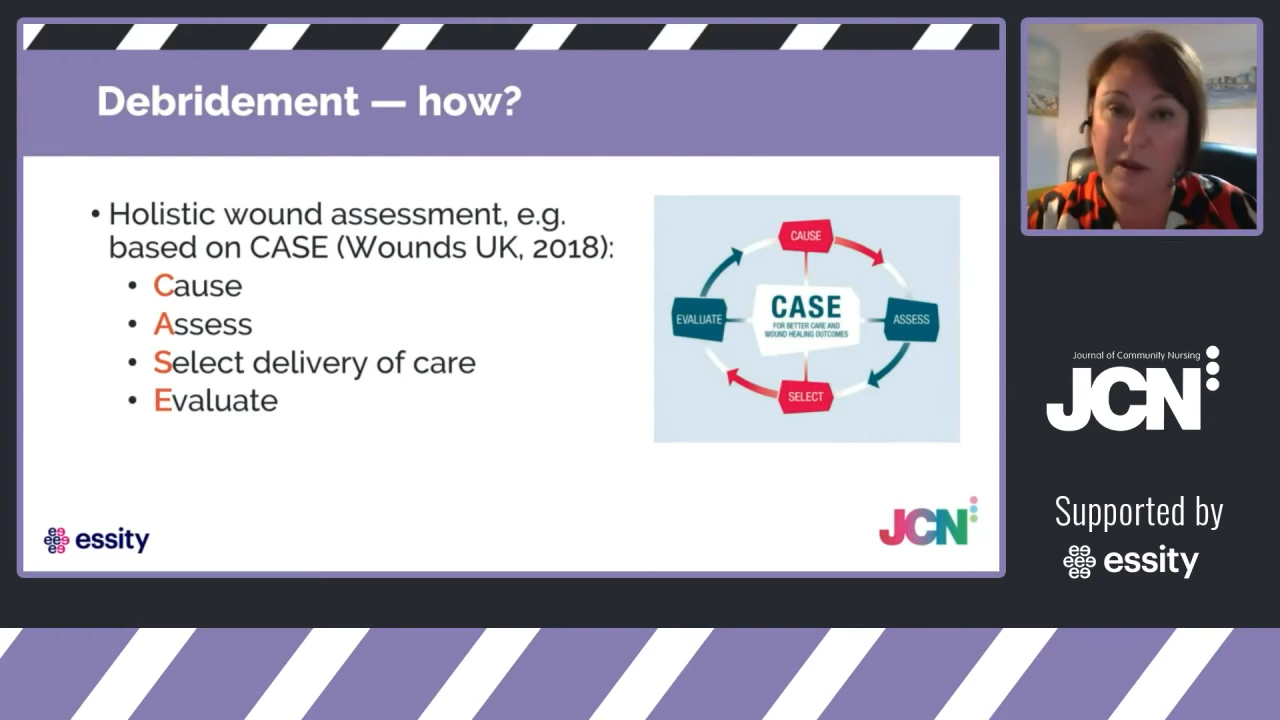 Debridement — how?
• Holistic wound assessment, e.g.
based on CASE (Wounds UK, 2018):
• Cause
• Assess
• Select delivery of care
• Evaluate
CAUSE
EVALUATE
CASE
FOR BETTER CARE AND
WOUND HEALING OUTCOMES
ASSESS
SELECT
essity
JCN
Journal of Community Nursing
JCN
Supported by
essity